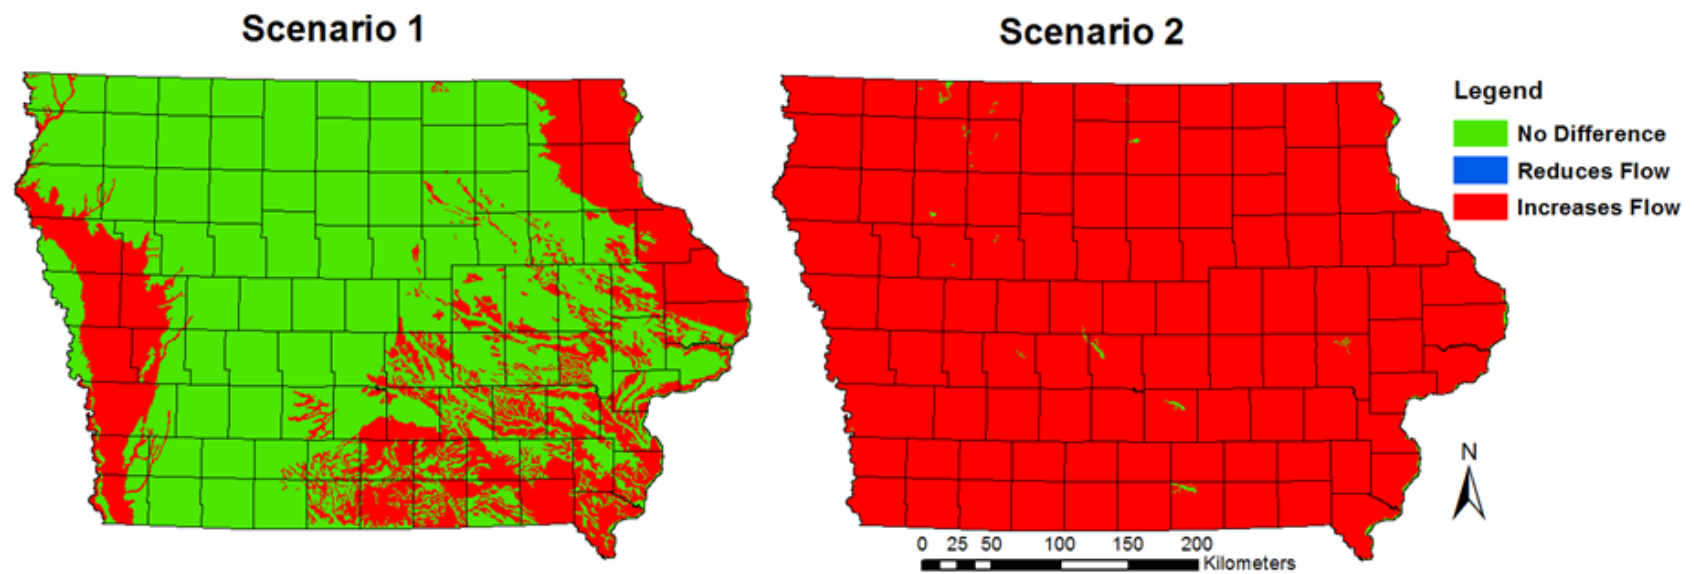 Scenario 1
Scenario 2
Legend
No Difference
Reduces Flow
Increases Flow
N
0 25 50 100 150 200
Kilometers